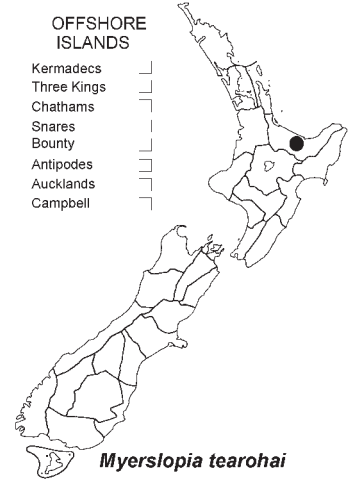 OFFSHORE
ISLANDS
Kermadecs
Three Kings
Chathams
Snares
Bounty
Antipodes
Aucklands
Campbell
Myerslopia tearohai